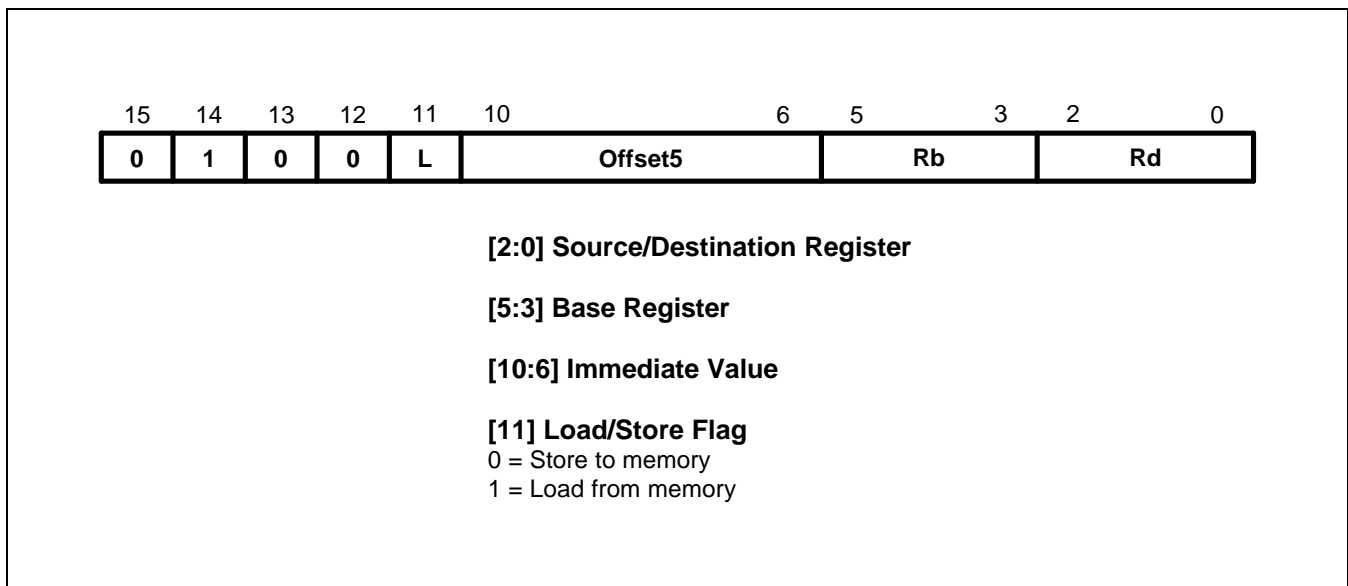 15 14 13 12 11 10 6 5 3 2 0
0 1 0 0 L Offset5 Rb Rd
[2:0] Source/Destination Register
[5:3] Base Register
[10:6] Immediate Value
[11] Load/Store Flag
0 = Store to memory
1 = Load from memory